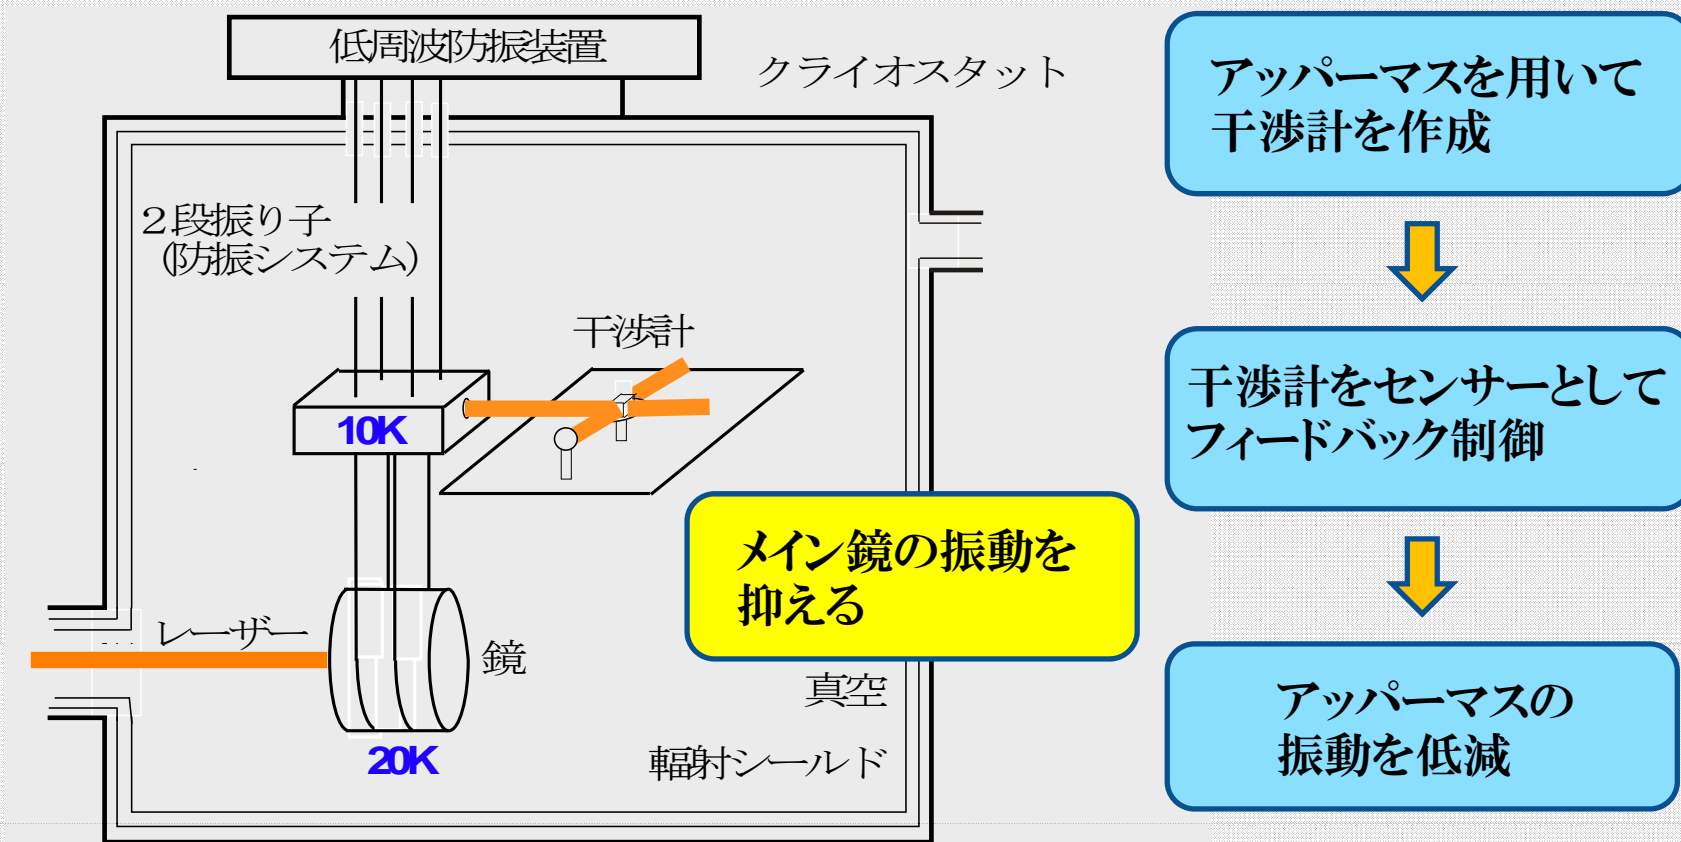 低周波防振装置
クライオスタット
2段振り子
(防振システム)
干渉計
10K
レーザー
鏡
20K
真空
輻射シールド
メイン鏡の振動を
抑える
アッパーマスを用いて
干渉計を作成
干渉計をセンサーとして
フィードバック制御
アッパーマスの
振動を低減